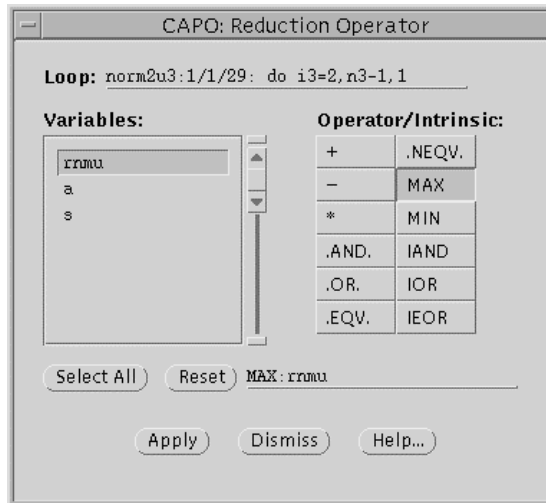 CAPO: Reduction Operator
Loop: norm2u3:1/1/29: do i3=2,n3-1,1
Variables:
rnmu
a
s
Operator/Intrinsic:
+ .NEQV.
− MAX
* MIN
.AND. IAND
.OR. IOR
.EQV. IEOR
Select All Reset MAX:rnmu
Apply Dismiss Help...